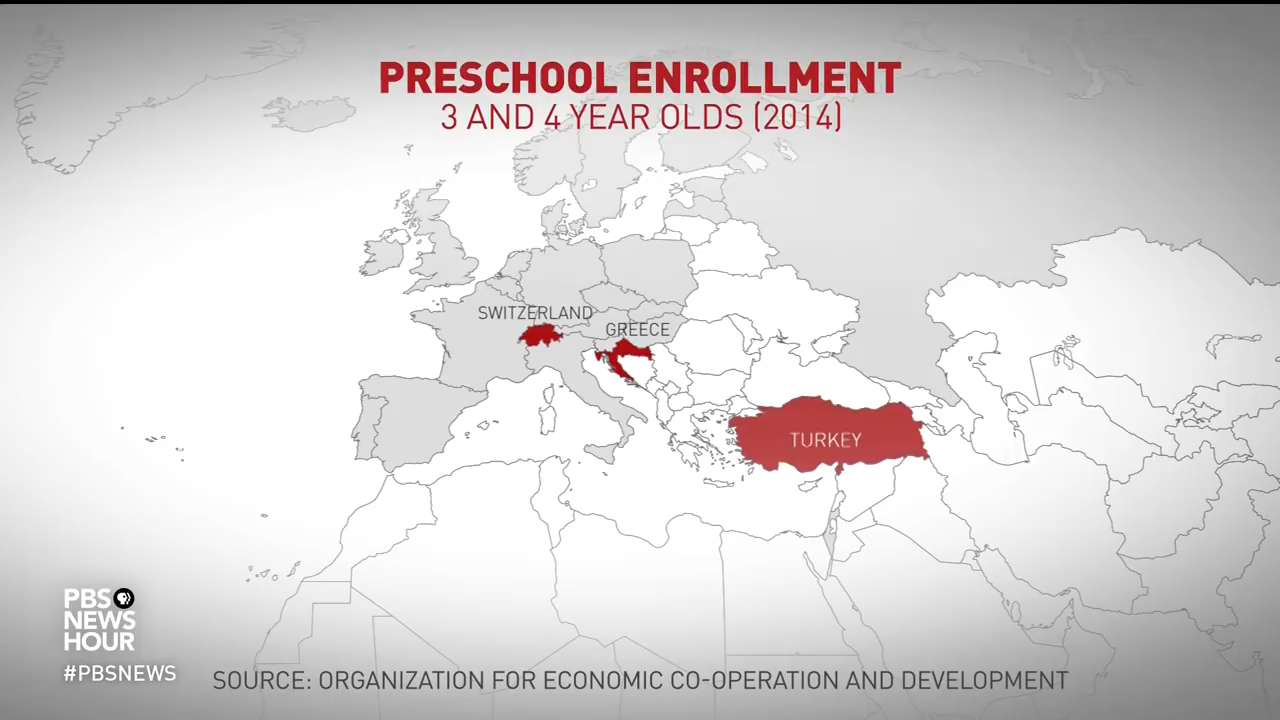 PRESCHOOL ENROLLMENT
3 AND 4 YEAR OLDS (2014)
SWITZERLAND
GREECE
TURKEY
PBS
NEWS
HOUR
#PBSNEWS
SOURCE: ORGANIZATION FOR ECONOMIC CO-OPERATION AND DEVELOPMENT